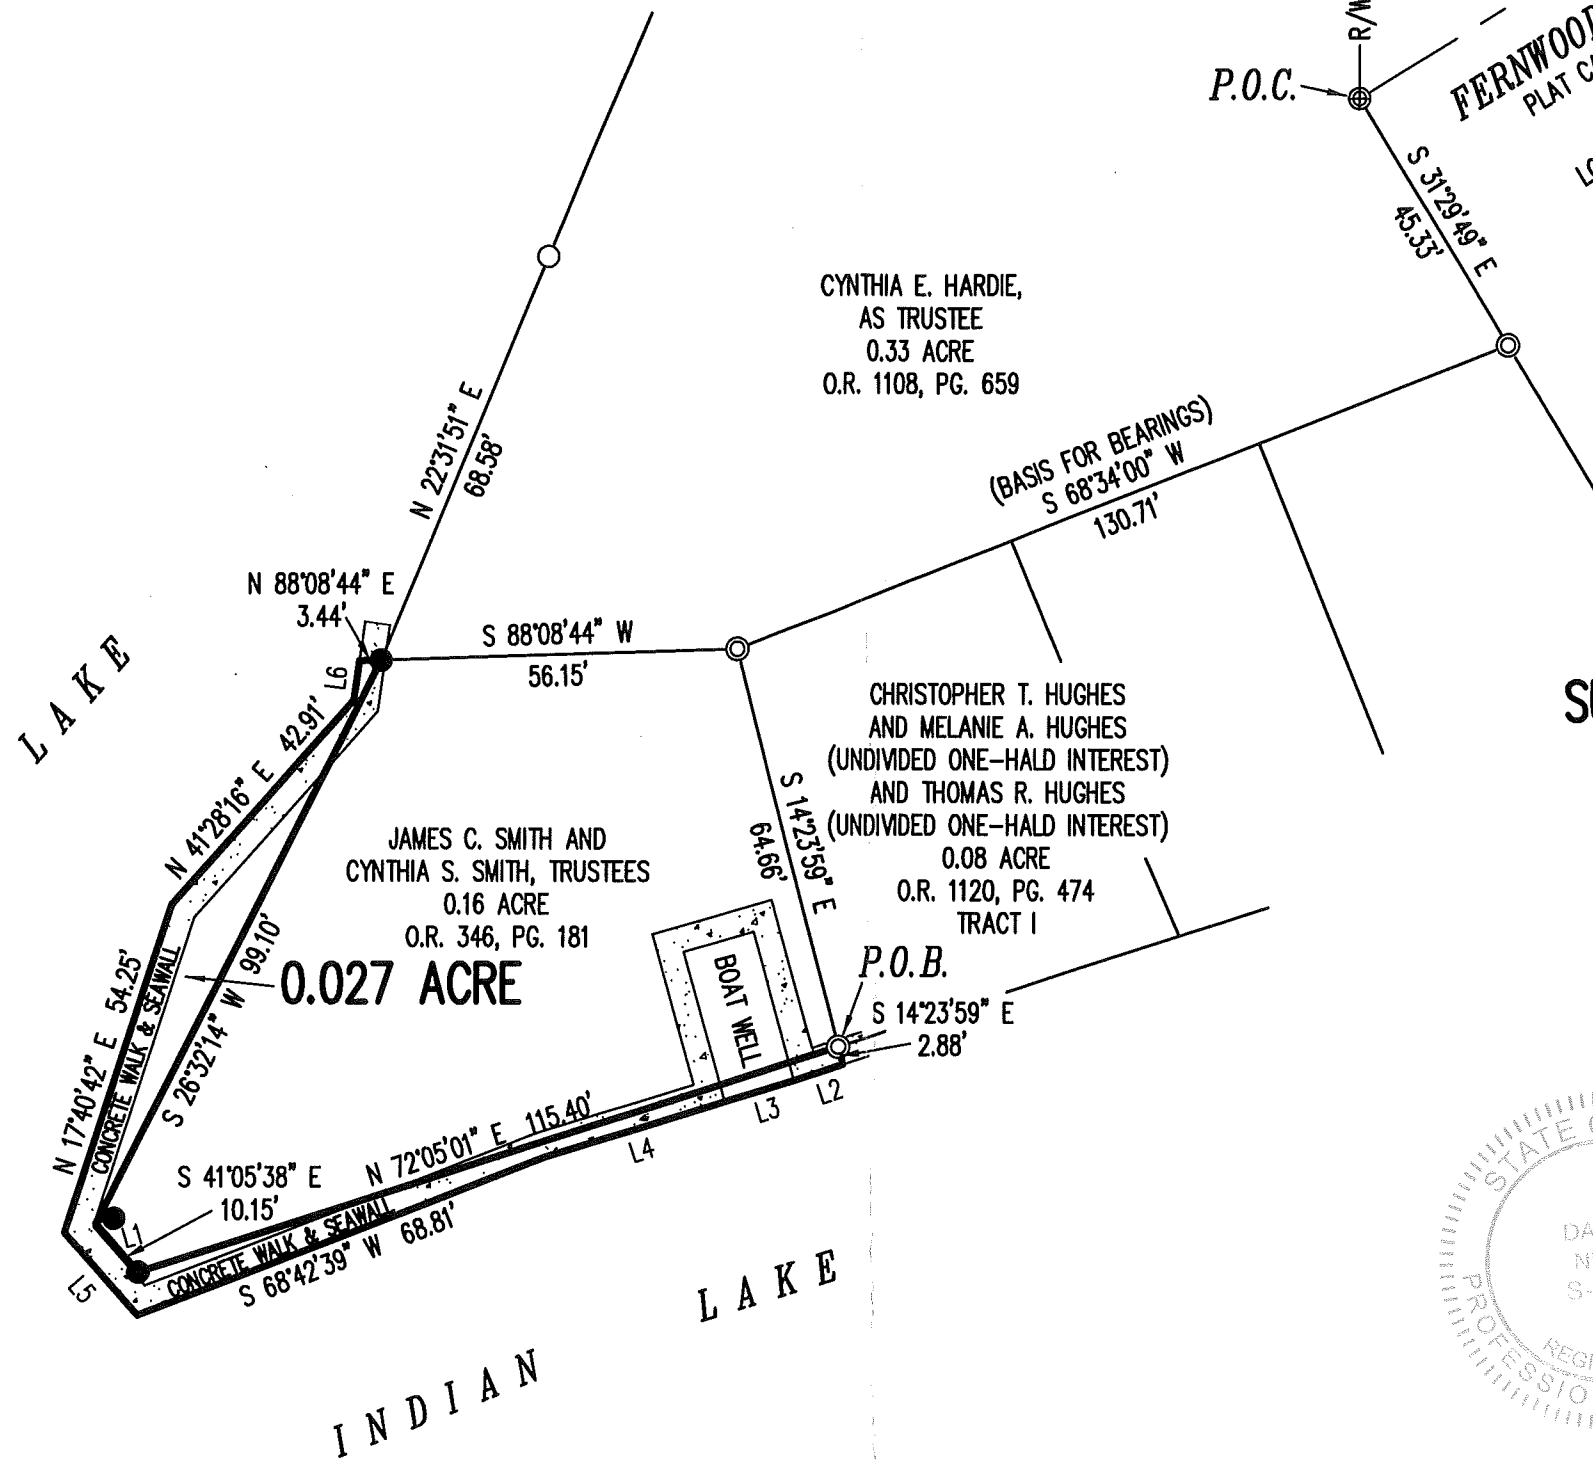 R/W
P.O.C.
FERNWOOD
PLAT
S 31°29'49" E
45.33'
CYNTHIA E. HARDIE,
AS TRUSTEE
0.33 ACRE
O.R. 1108, PG. 659
(BASIS FOR BEARINGS)
S 68°34'00" W
130.71'
N 22°31'51" E
68.58'
N 88°08'44" E
3.44'
S 88°08'44" W
56.15'
LAKE
L6
N 41°28'16" E 42.91'
CHRISTOPHER T. HUGHES
AND MELANIE A. HUGHES
(UNDIVIDED ONE-HALD INTEREST)
AND THOMAS R. HUGHES
(UNDIVIDED ONE-HALD INTEREST)
0.08 ACRE
O.R. 1120, PG. 474
TRACT I
S 14°23'59" E
64.66'
JAMES C. SMITH AND
CYNTHIA S. SMITH, TRUSTEES
0.16 ACRE
O.R. 346, PG. 181
0.027 ACRE
BOAT WELL
P.O.B.
S 14°23'59" E
2.88'
N 17°40'42" E 54.25'
CONCRETE WALK & SEAWALL
S 26°32'14" W 99.10'
S 41°05'38" E
10.15'
N 72°05'01" E 115.40'
L1
L2
L3
L4
L5
CONCRETE WALK & SEAWALL
S 68°42'39" W 68.81'
INDIAN LAKE
STATE